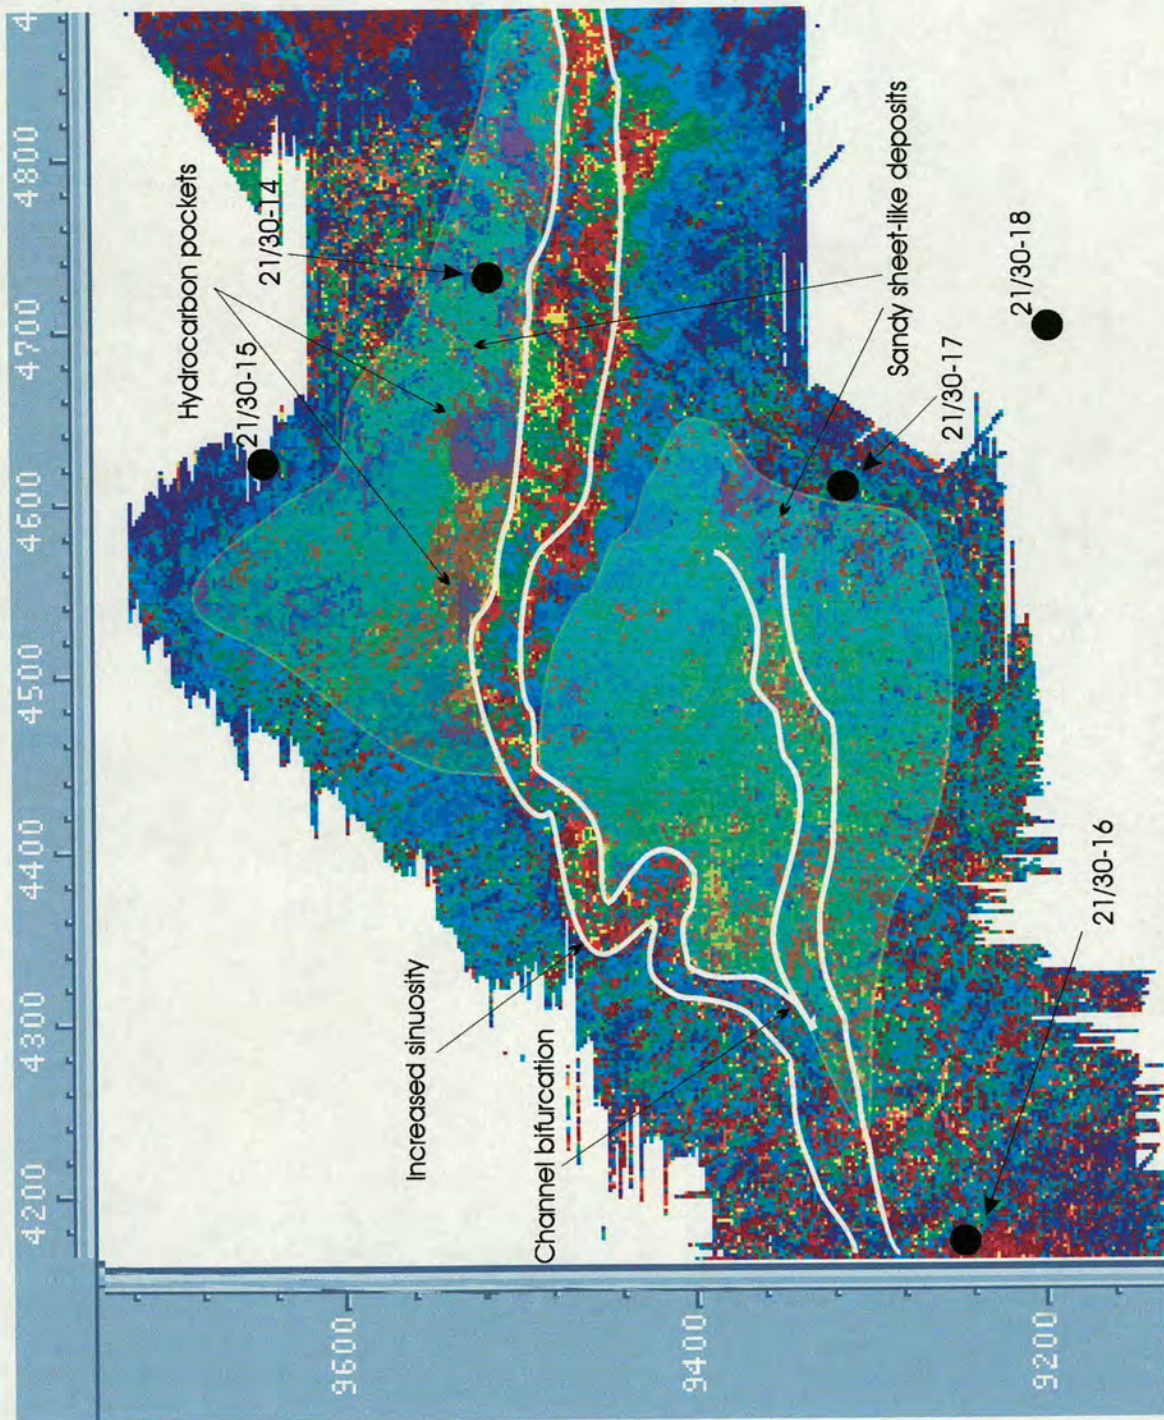 4200 4300 4400 4500 4600 4700 4800 4
Hydrocarbon pockets
21/30-15
21/30-14
9600
Increased sinuosity
Channel bifurcation
9400
Sandy sheet-like deposits
21/30-17
21/30-18
9200
21/30-16